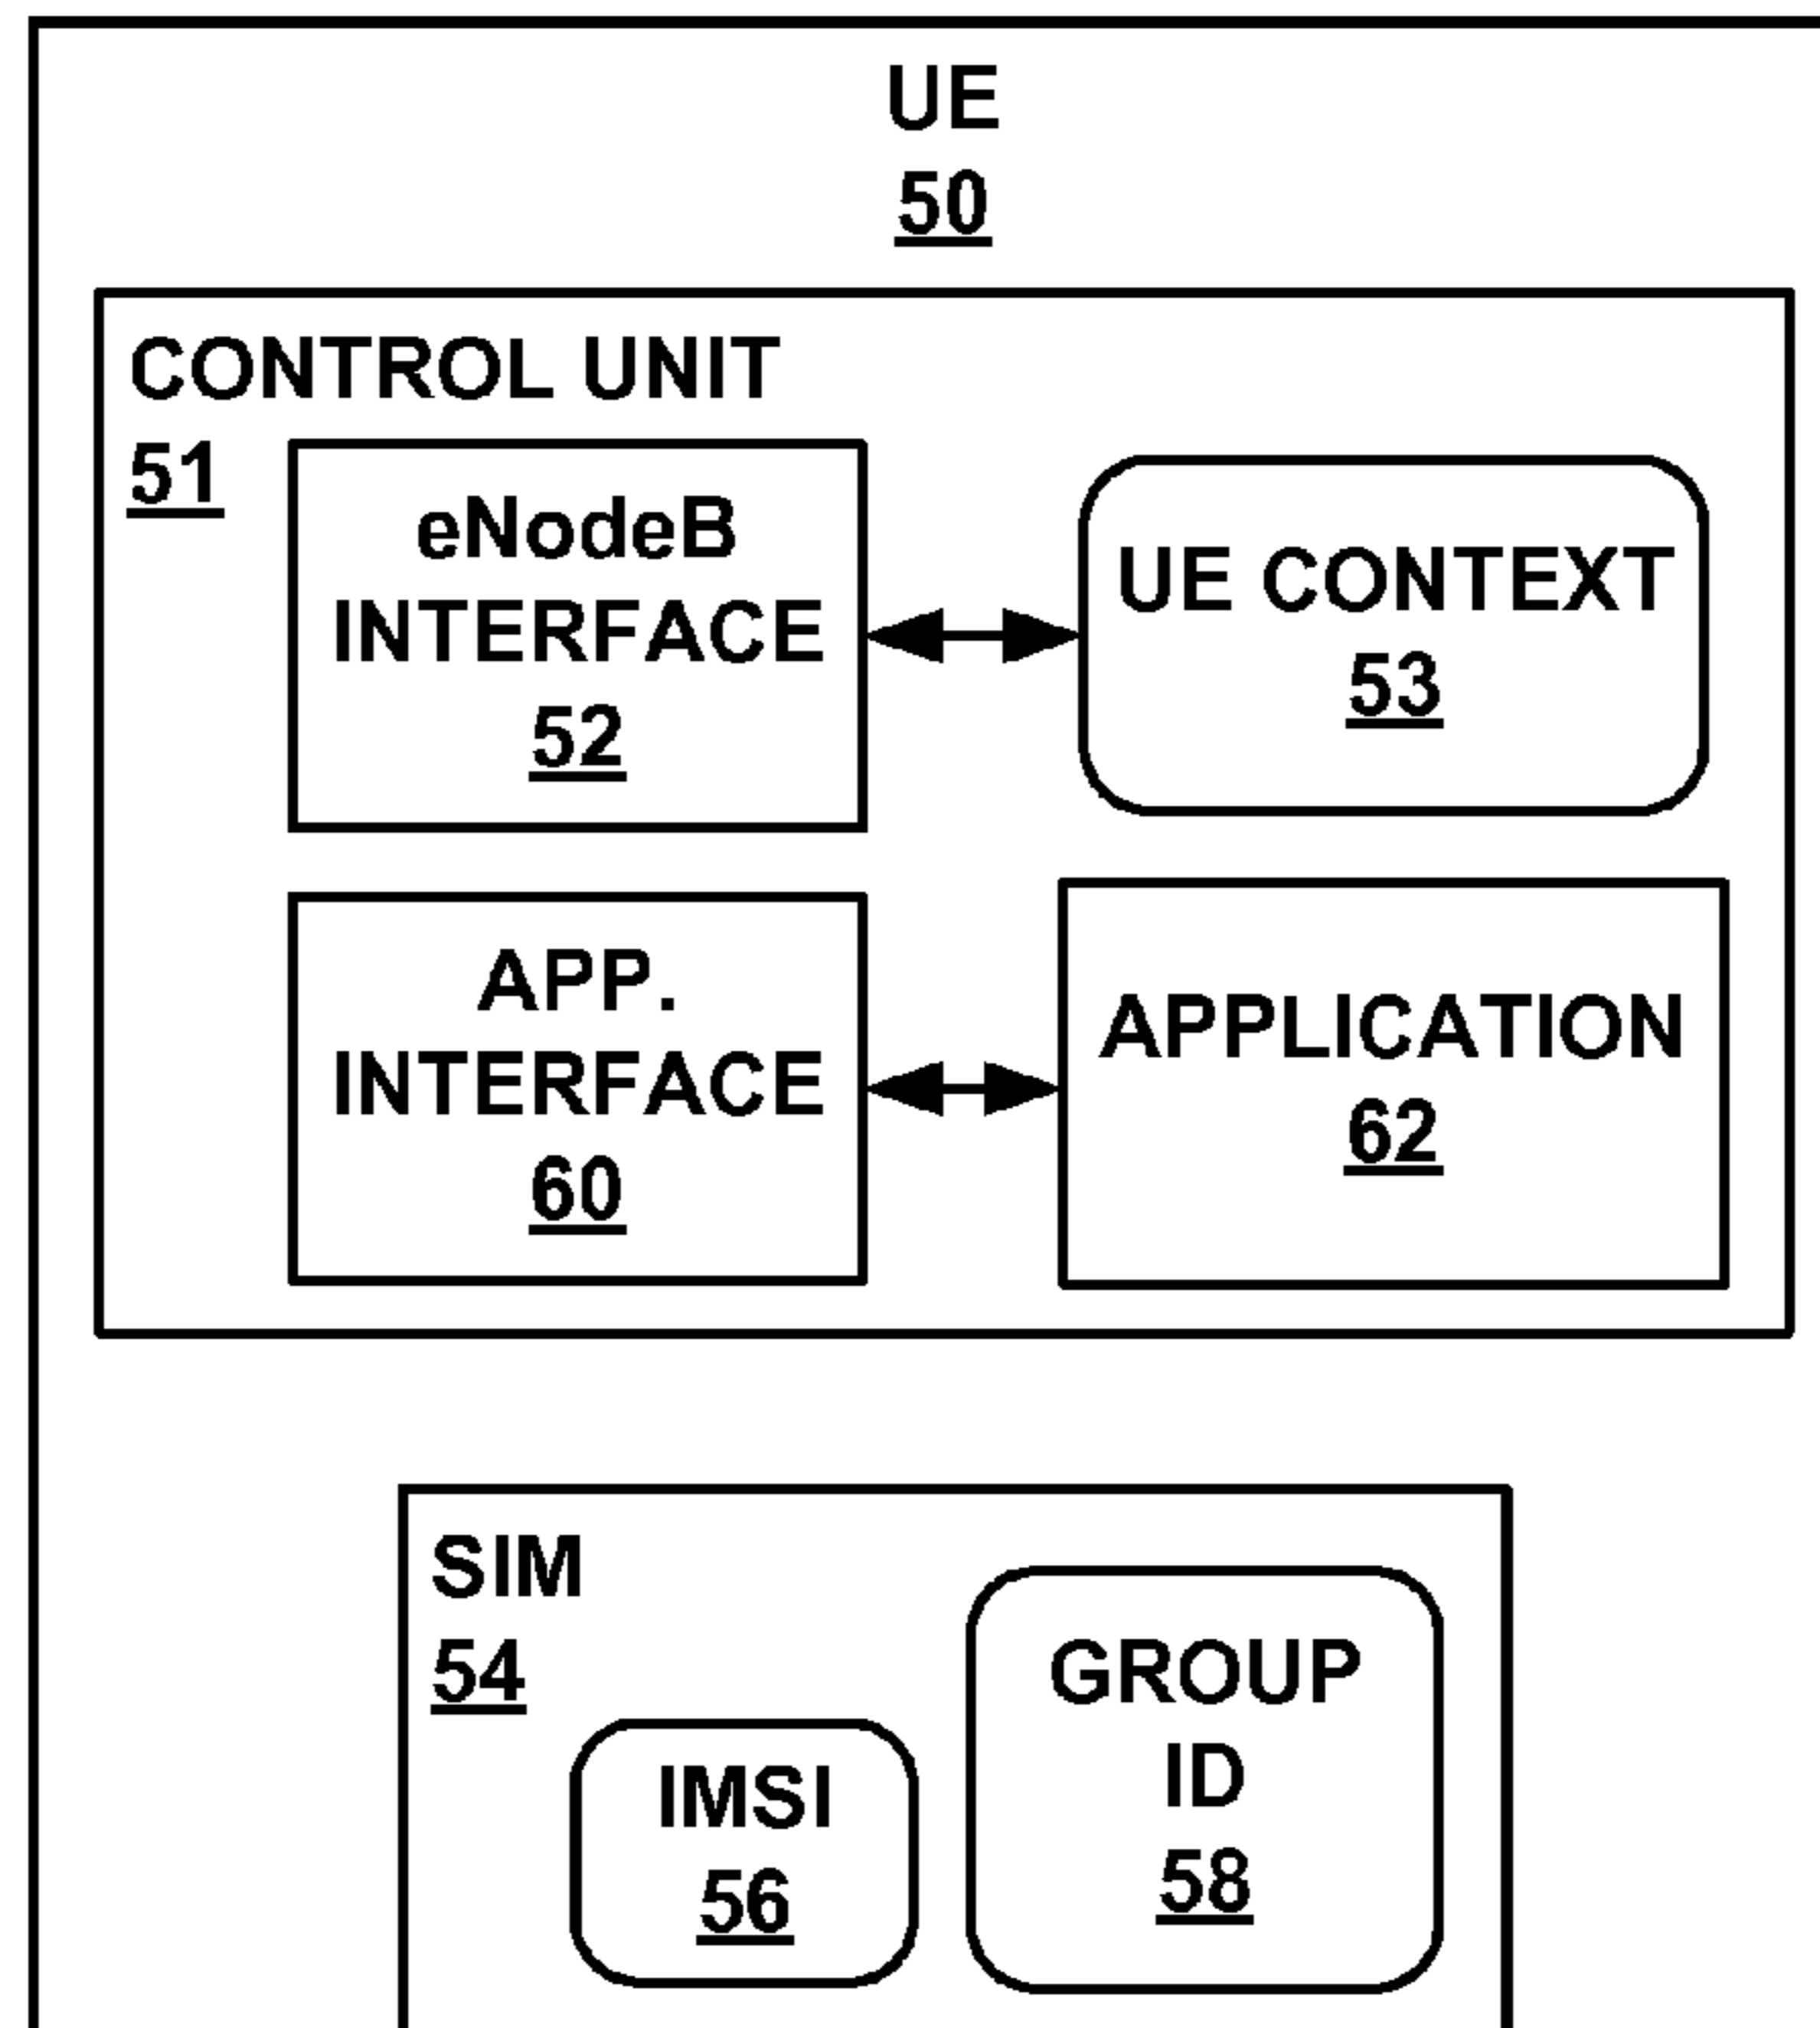 UE
50
CONTROL UNIT
51
eNodeB
INTERFACE
52
UE CONTEXT
53
APP.
INTERFACE
60
APPLICATION
62
SIM
54
IMSI
56
GROUP
ID
58